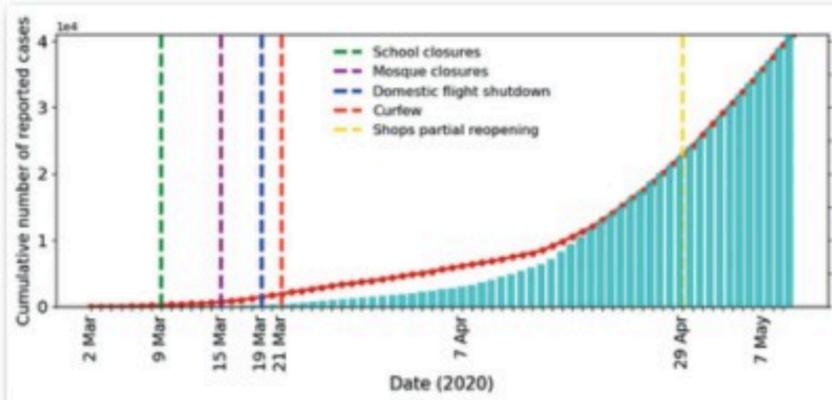 1e4
Cumulative number of reported cases
4
3
2
1
0
School closures
Mosque closures
Domestic flight shutdown
Curfew
Shops partial reopening
2 Mar
9 Mar
15 Mar
19 Mar
21 Mar
7 Apr
29 Apr
7 May
Date (2020)